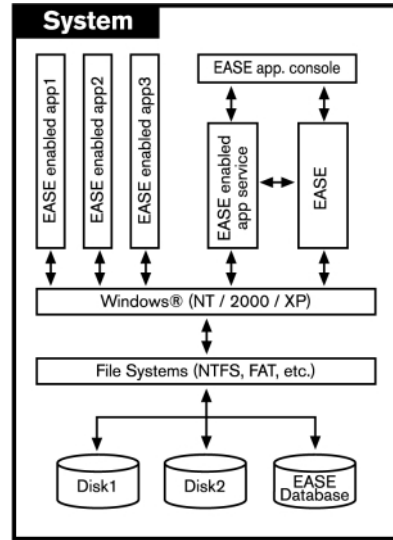 System
EASE enabled app1
EASE enabled app2
EASE enabled app3
EASE app. console
EASE enabled
app service
EASE
Windows® (NT / 2000 / XP)
File Systems (NTFS, FAT, etc.)
Disk1
Disk2
EASE
Database